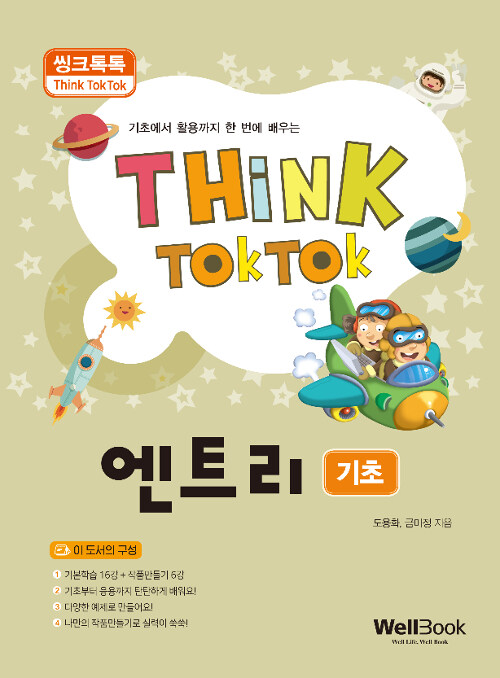 씽크톡톡
Think TokTok
기초에서 활용까지 한 번에 배우는
THiNK
TOkTOk
엔트리 기초
도용화, 금미정 지음
이 도서의 구성
1 기본학습 16강 + 작품만들기 6강
2 기초부터 응용까지 탄탄하게 배워요!
3 다양한 예제로 만들어요!
4 나만의 작품만들기로 실력이 쑥쑥!
WellBook
Well Life, Well Book